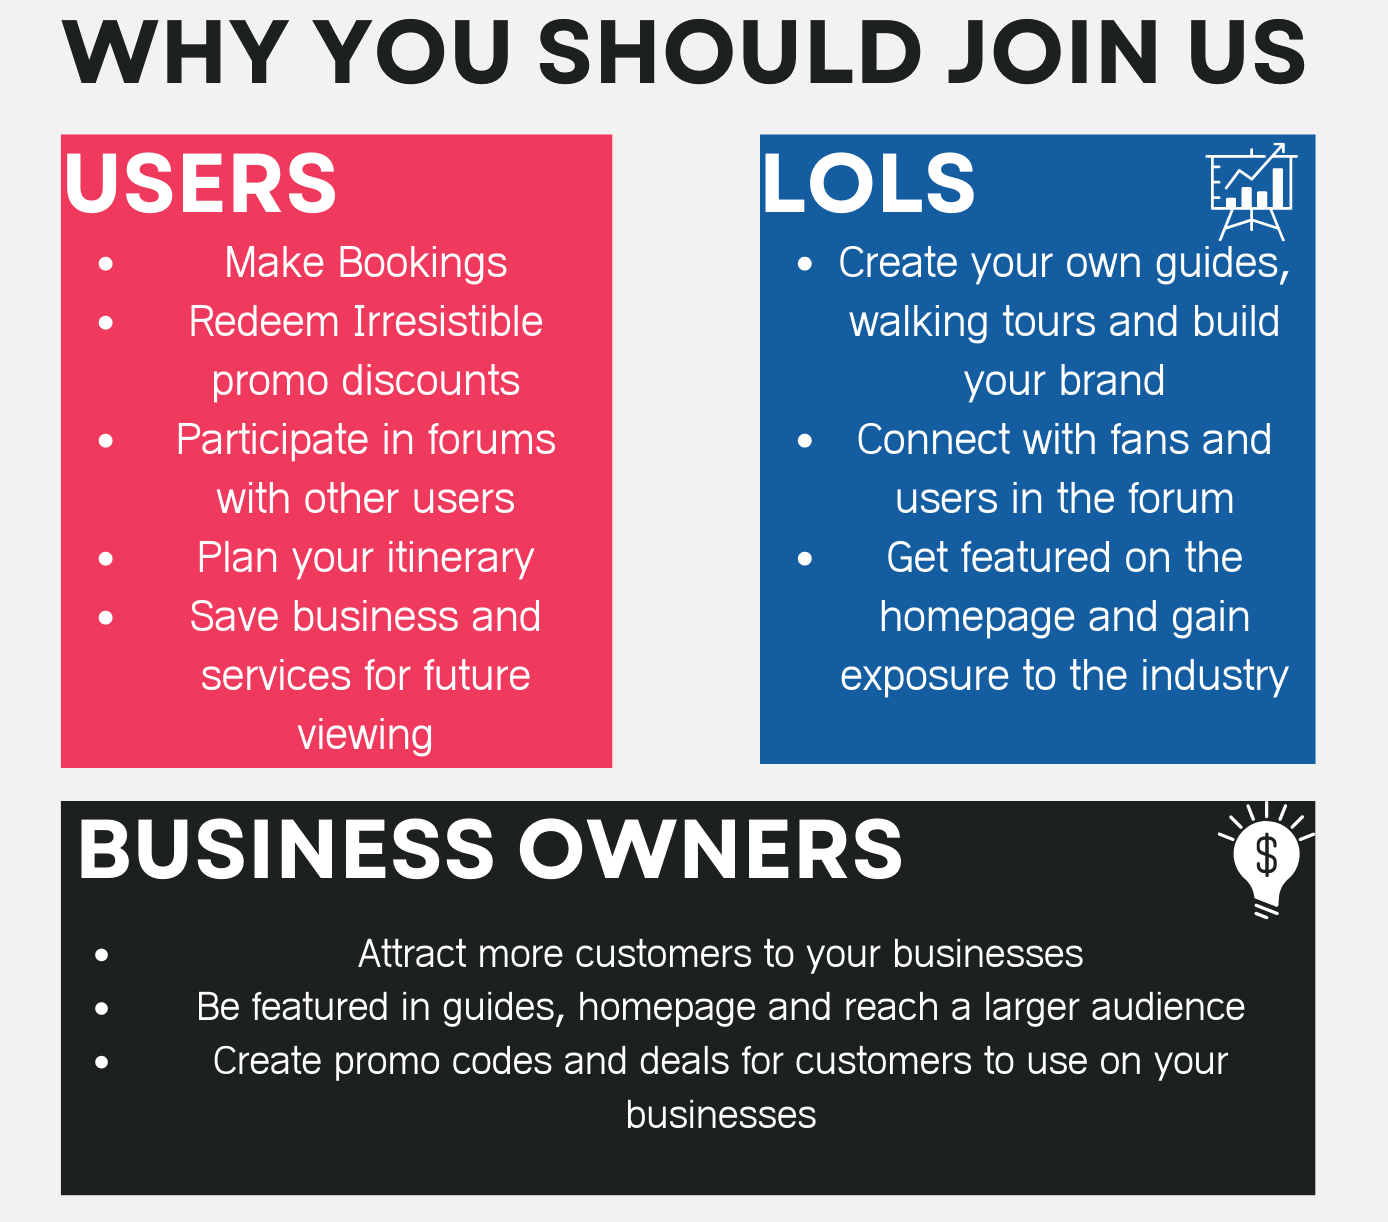 WHY YOU SHOULD JOIN US
USERS
• Make Bookings
• Redeem Irresistible
promo discounts
• Participate in forums
with other users
• Plan your itinerary
• Save business and
services for future
viewing
LOLS
• Create your own guides,
walking tours and build
your brand
• Connect with fans and
users in the forum
• Get featured on the
homepage and gain
exposure to the industry
BUSINESS OWNERS
$
• Attract more customers to your businesses
• Be featured in guides, homepage and reach a larger audience
• Create promo codes and deals for customers to use on your
businesses